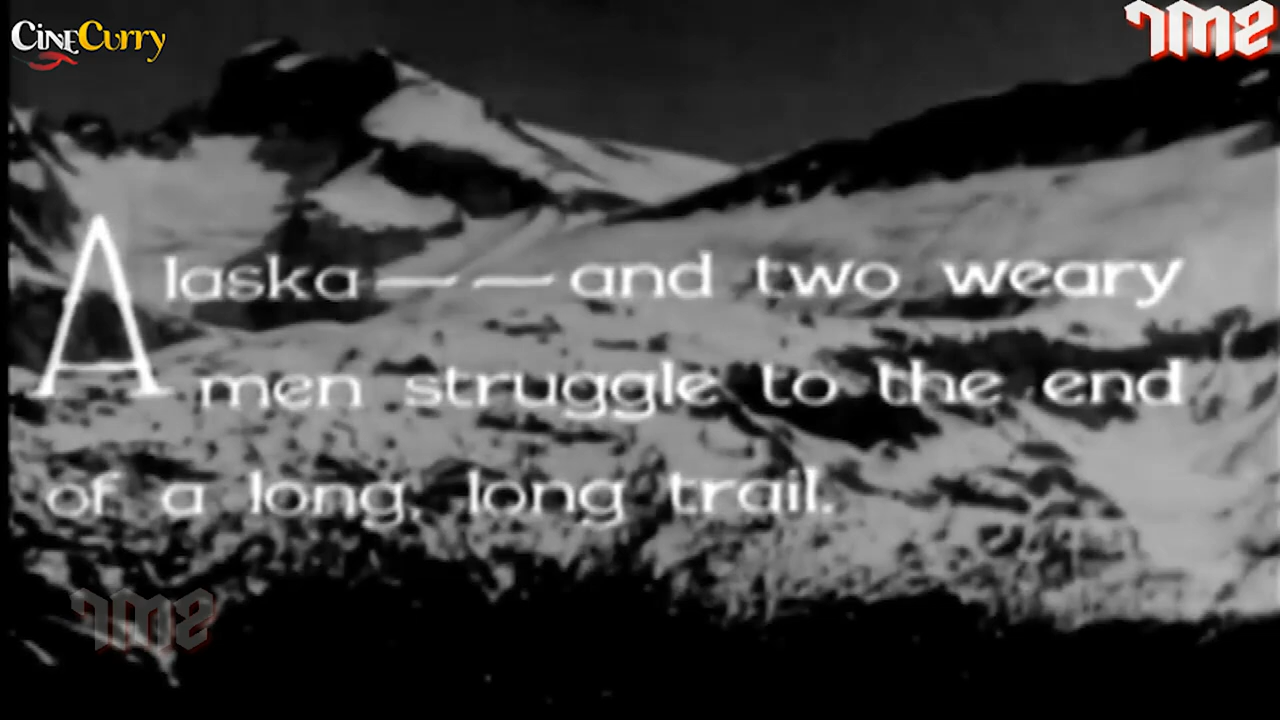 CineCurry
Alaska — — and two weary
men struggle to the end
of a long, long trail.